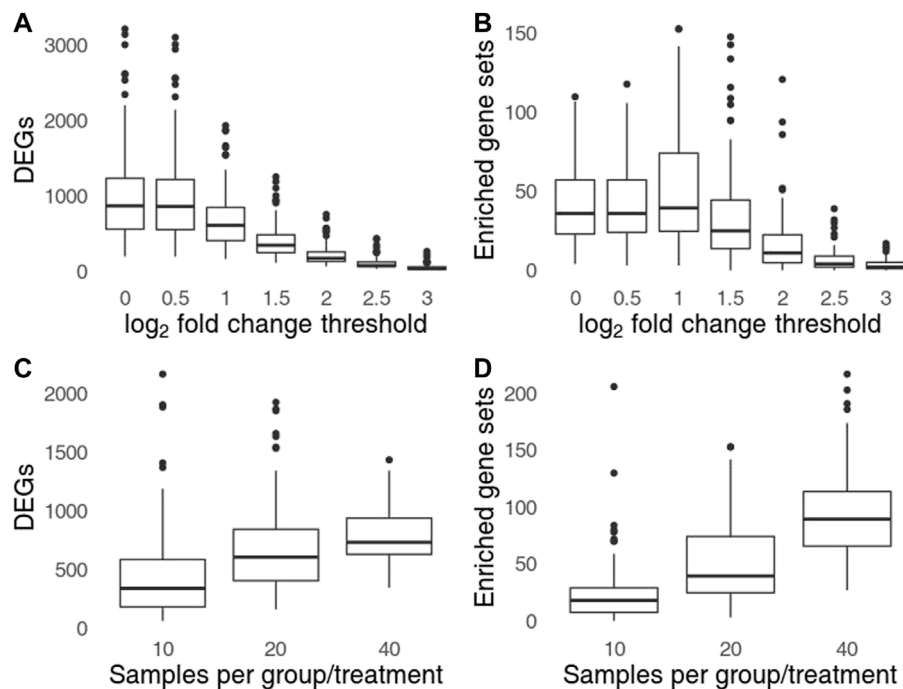 A
DEGs
3000
2000
1000
0
0 0.5 1 1.5 2 2.5 3
log₂ fold change threshold
B
Enriched gene sets
150
100
50
0
0 0.5 1 1.5 2 2.5 3
log₂ fold change threshold
C
DEGs
2000
1500
1000
500
0
10 20 40
Samples per group/treatment
D
Enriched gene sets
200
150
100
50
0
10 20 40
Samples per group/treatment